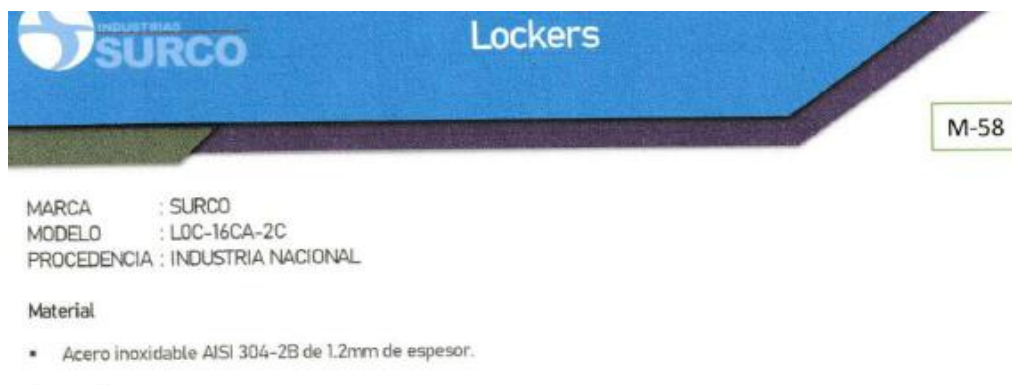 INDUSTRIAS
SURCO
Lockers
M-58
MARCA : SURCO
MODELO : LOC-16CA-2C
PROCEDENCIA : INDUSTRIA NACIONAL
Material
▪ Acero inoxidable AISI 304-2B de 1.2mm de espesor.